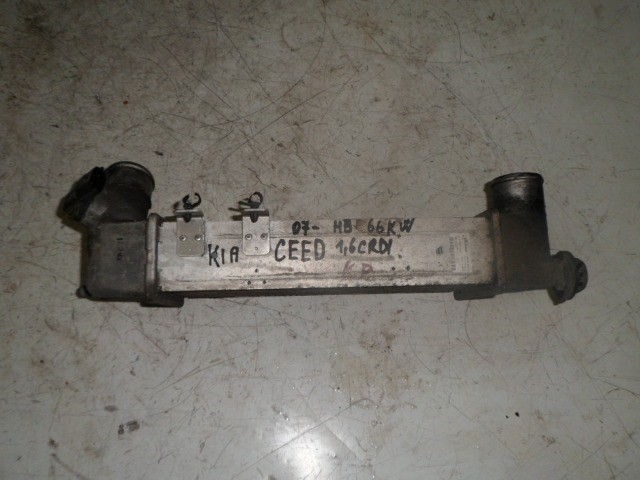 07- HB 66KW
KIA CEED 1,6CRDI